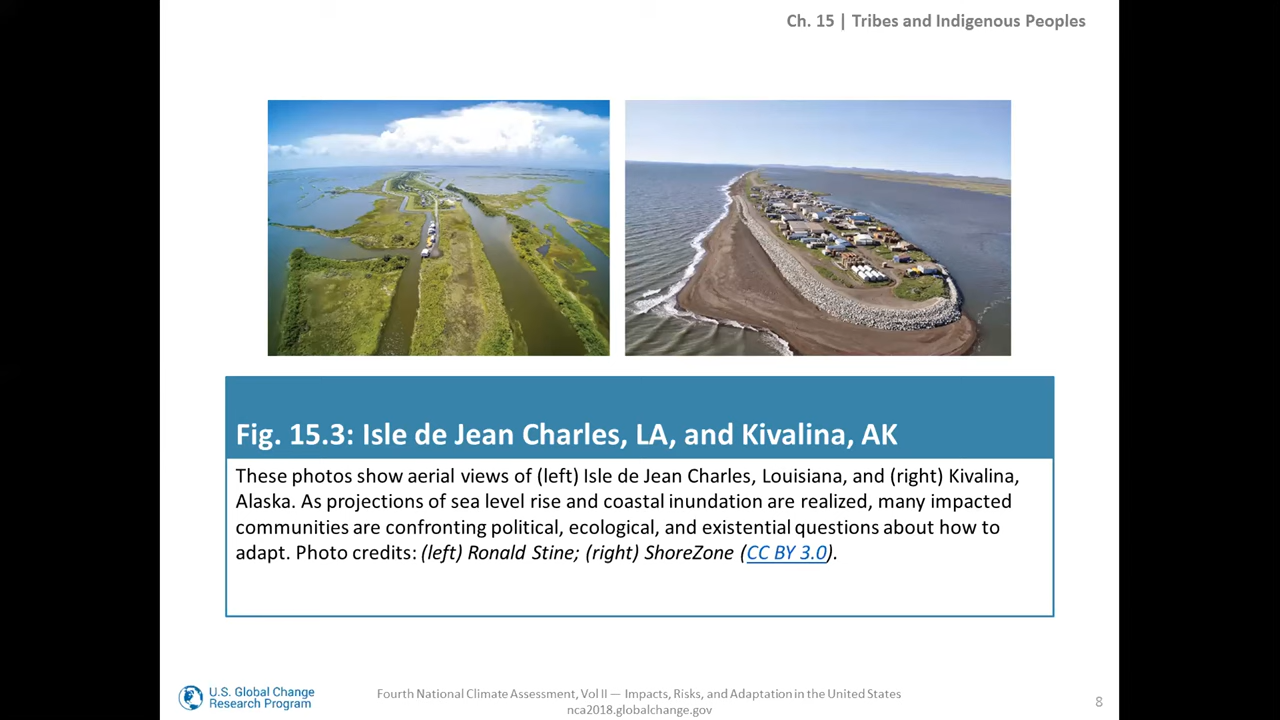 Ch. 15 | Tribes and Indigenous Peoples
Fig. 15.3: Isle de Jean Charles, LA, and Kivalina, AK
These photos show aerial views of (left) Isle de Jean Charles, Louisiana, and (right) Kivalina,
Alaska. As projections of sea level rise and coastal inundation are realized, many impacted
communities are confronting political, ecological, and existential questions about how to
adapt. Photo credits: (left) Ronald Stine; (right) ShoreZone (CC BY 3.0).
U.S. Global Change
Research Program
Fourth National Climate Assessment, Vol II — Impacts, Risks, and Adaptation in the United States
nca2018.globalchange.gov
8